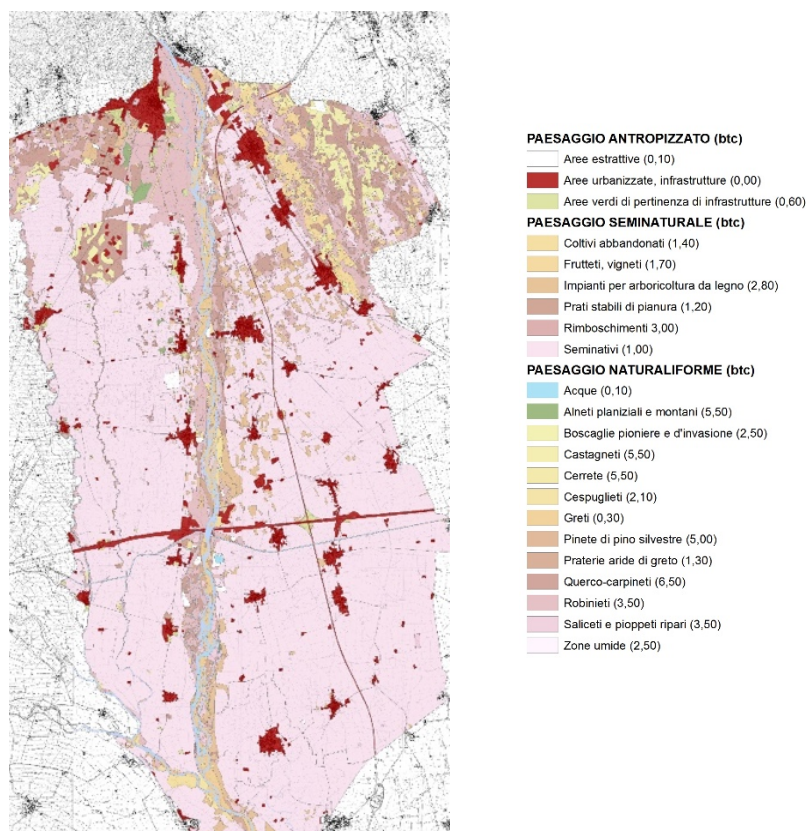 PAESAGGIO ANTROPIZZATO (btc)
Aree estrattive (0,10)
Aree urbanizzate, infrastrutture (0,00)
Aree verdi di pertinenza di infrastrutture (0,60)
PAESAGGIO SEMINATURALE (btc)
Coltivi abbandonati (1,40)
Frutteti, vigneti (1,70)
Impianti per arboricoltura da legno (2,80)
Prati stabili di pianura (1,20)
Rimboschimenti 3,00)
Seminativi (1,00)
PAESAGGIO NATURALIFORME (btc)
Acque (0,10)
Alneti planiziali e montani (5,50)
Boscaglie pioniere e d'invasione (2,50)
Castagneti (5,50)
Cerrete (5,50)
Cespuglieti (2,10)
Greti (0,30)
Pinete di pino silvestre (5,00)
Praterie aride di greto (1,30)
Querco-carpineti (6,50)
Robinieti (3,50)
Saliceti e pioppeti ripari (3,50)
Zone umide (2,50)